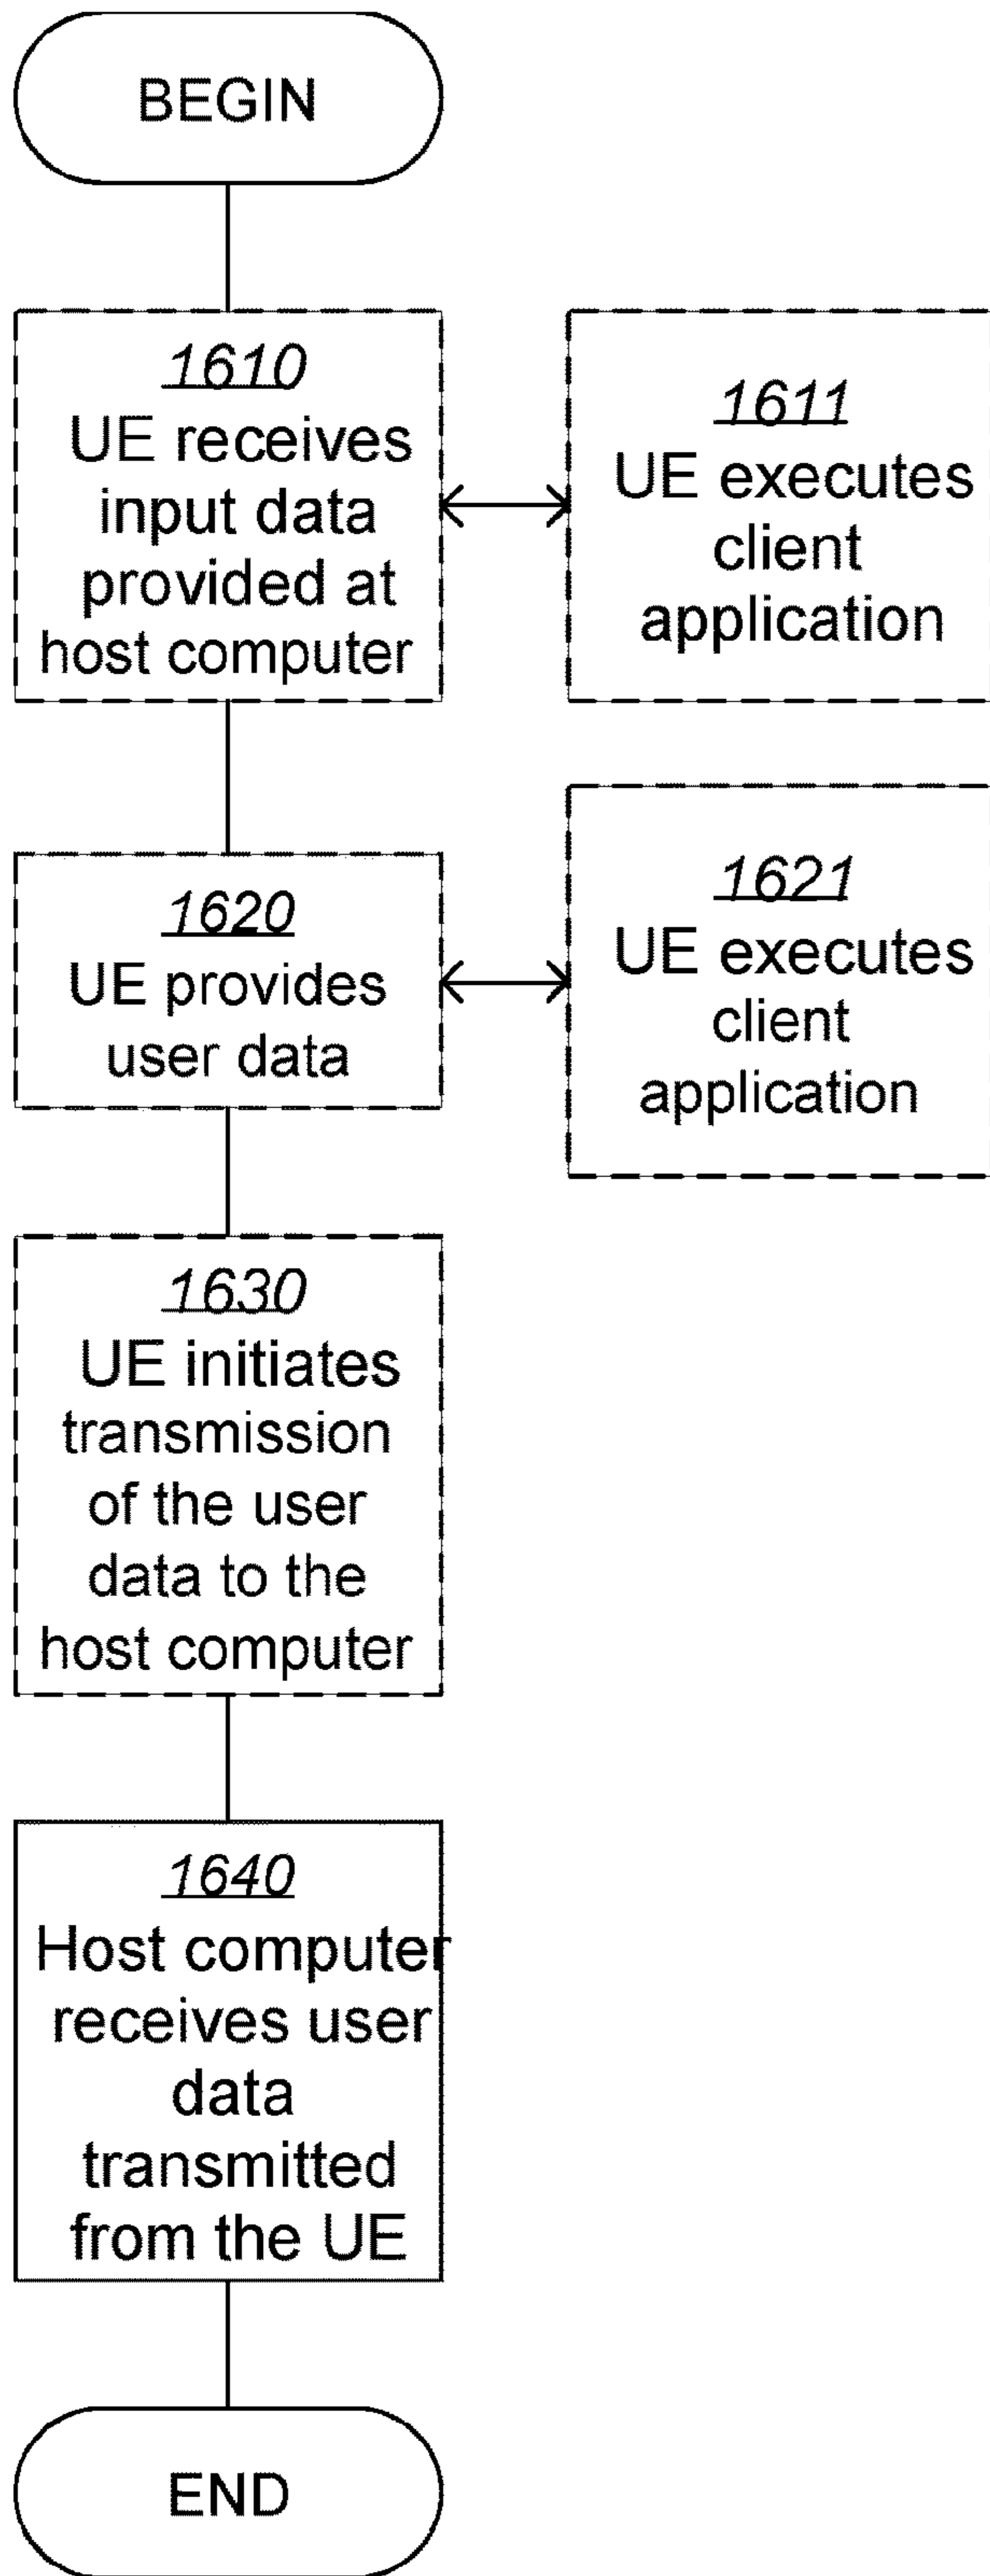 BEGIN
1610
UE receives
input data
provided at
host computer
1611
UE executes
client
application
1620
UE provides
user data
1621
UE executes
client
application
1630
UE initiates
transmission
of the user
data to the
host computer
1640
Host computer
receives user
data
transmitted
from the UE
END